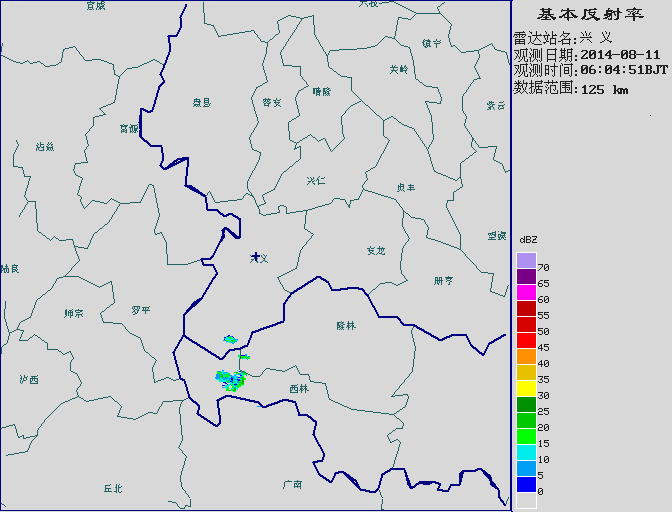 基本反射率
雷达站名:兴 义
观测日期:2014-08-11
观测时间:06:04:51BJT
数据范围:125 km
dBZ
70
65
60
55
50
45
40
35
30
25
20
15
10
5
0
宣威
镇宁
关岭
晴隆
普安
盘县
紫云
富源
沾益
兴仁
贞丰
望谟
安龙
兴义
陆良
册亨
罗平
师宗
隆林
泸西
西林
丘北
广南